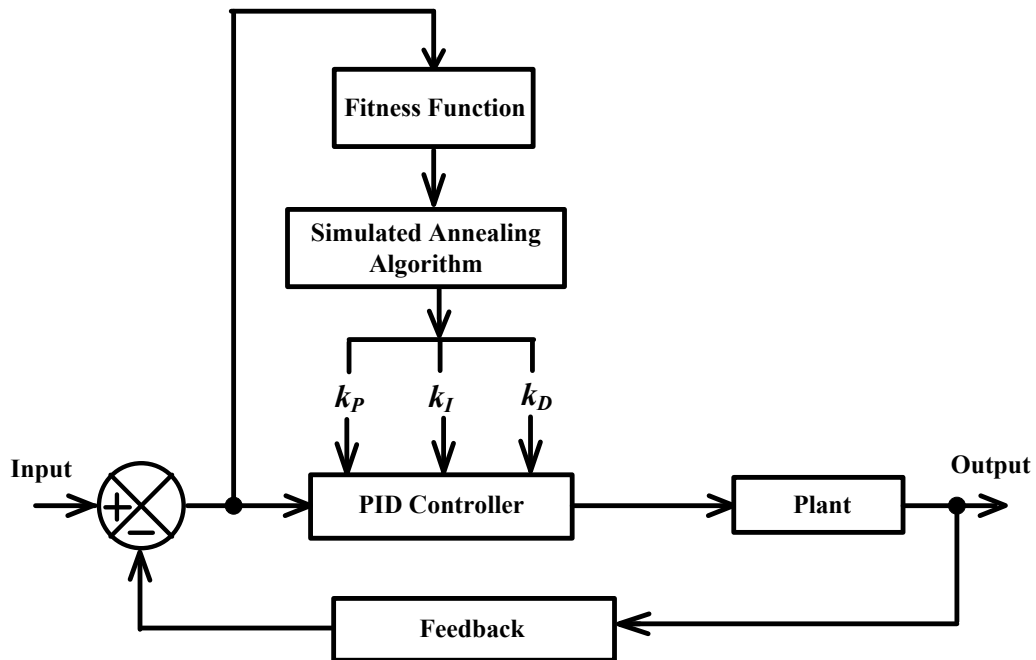 Fitness Function
Simulated Annealing
Algorithm
k_P k_I k_D
Input
Output
+
−
PID Controller
Plant
Feedback